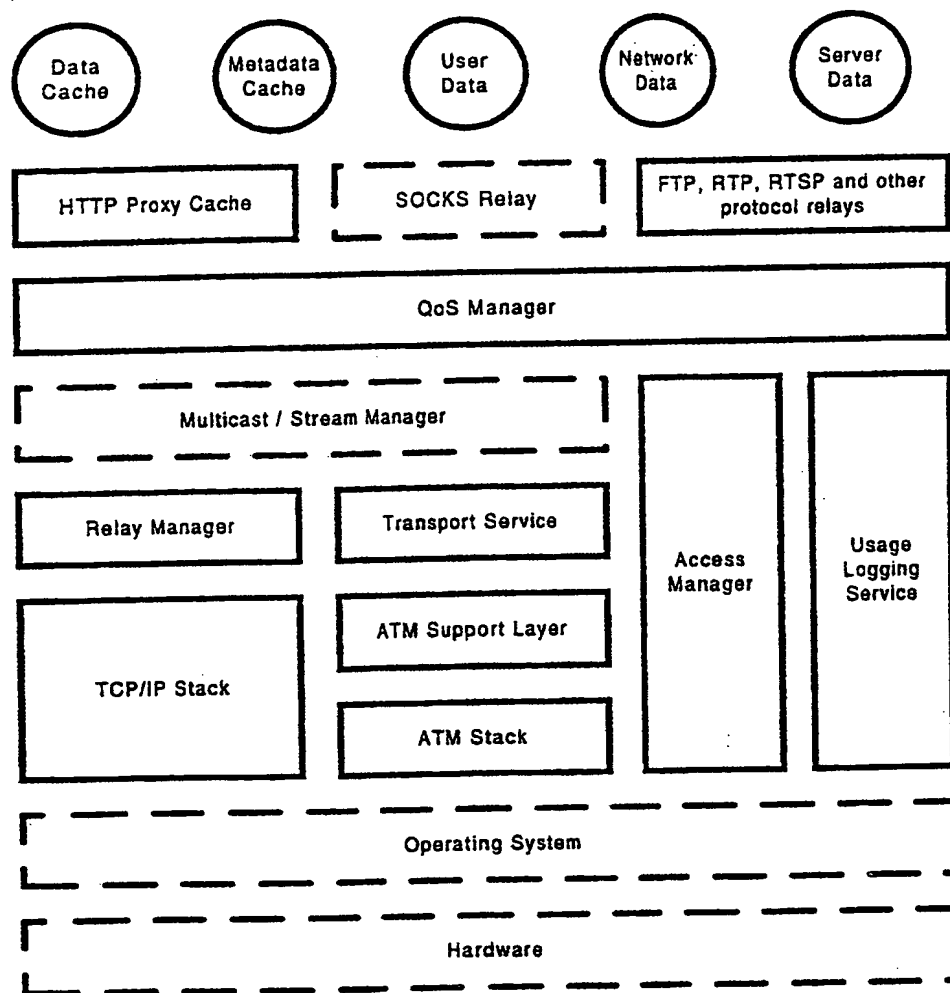 Data
Cache
Metadata
Cache
User
Data
Network
Data
Server
Data
HTTP Proxy Cache
SOCKS Relay
FTP, RTP, RTSP and other
protocol relays
QoS Manager
Multicast / Stream Manager
Relay Manager
Transport Service
Access
Manager
Usage
Logging
Service
ATM Support Layer
TCP/IP Stack
ATM Stack
Operating System
Hardware